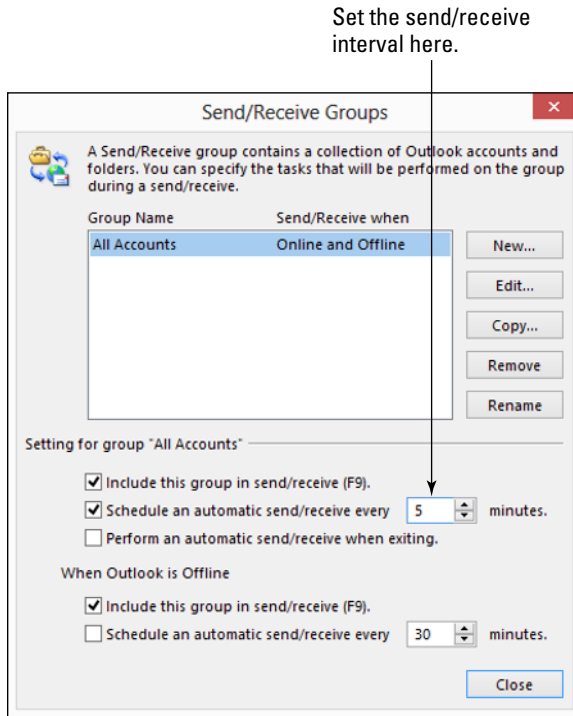 Set the send/receive
interval here.
Send/Receive Groups
A Send/Receive group contains a collection of Outlook accounts and
folders. You can specify the tasks that will be performed on the group
during a send/receive.
Group Name Send/Receive when
All Accounts Online and Offline
New...
Edit...
Copy...
Remove
Rename
Setting for group "All Accounts"
Include this group in send/receive (F9).
Schedule an automatic send/receive every 5 minutes.
Perform an automatic send/receive when exiting.
When Outlook is Offline
Include this group in send/receive (F9).
Schedule an automatic send/receive every 30 minutes.
Close